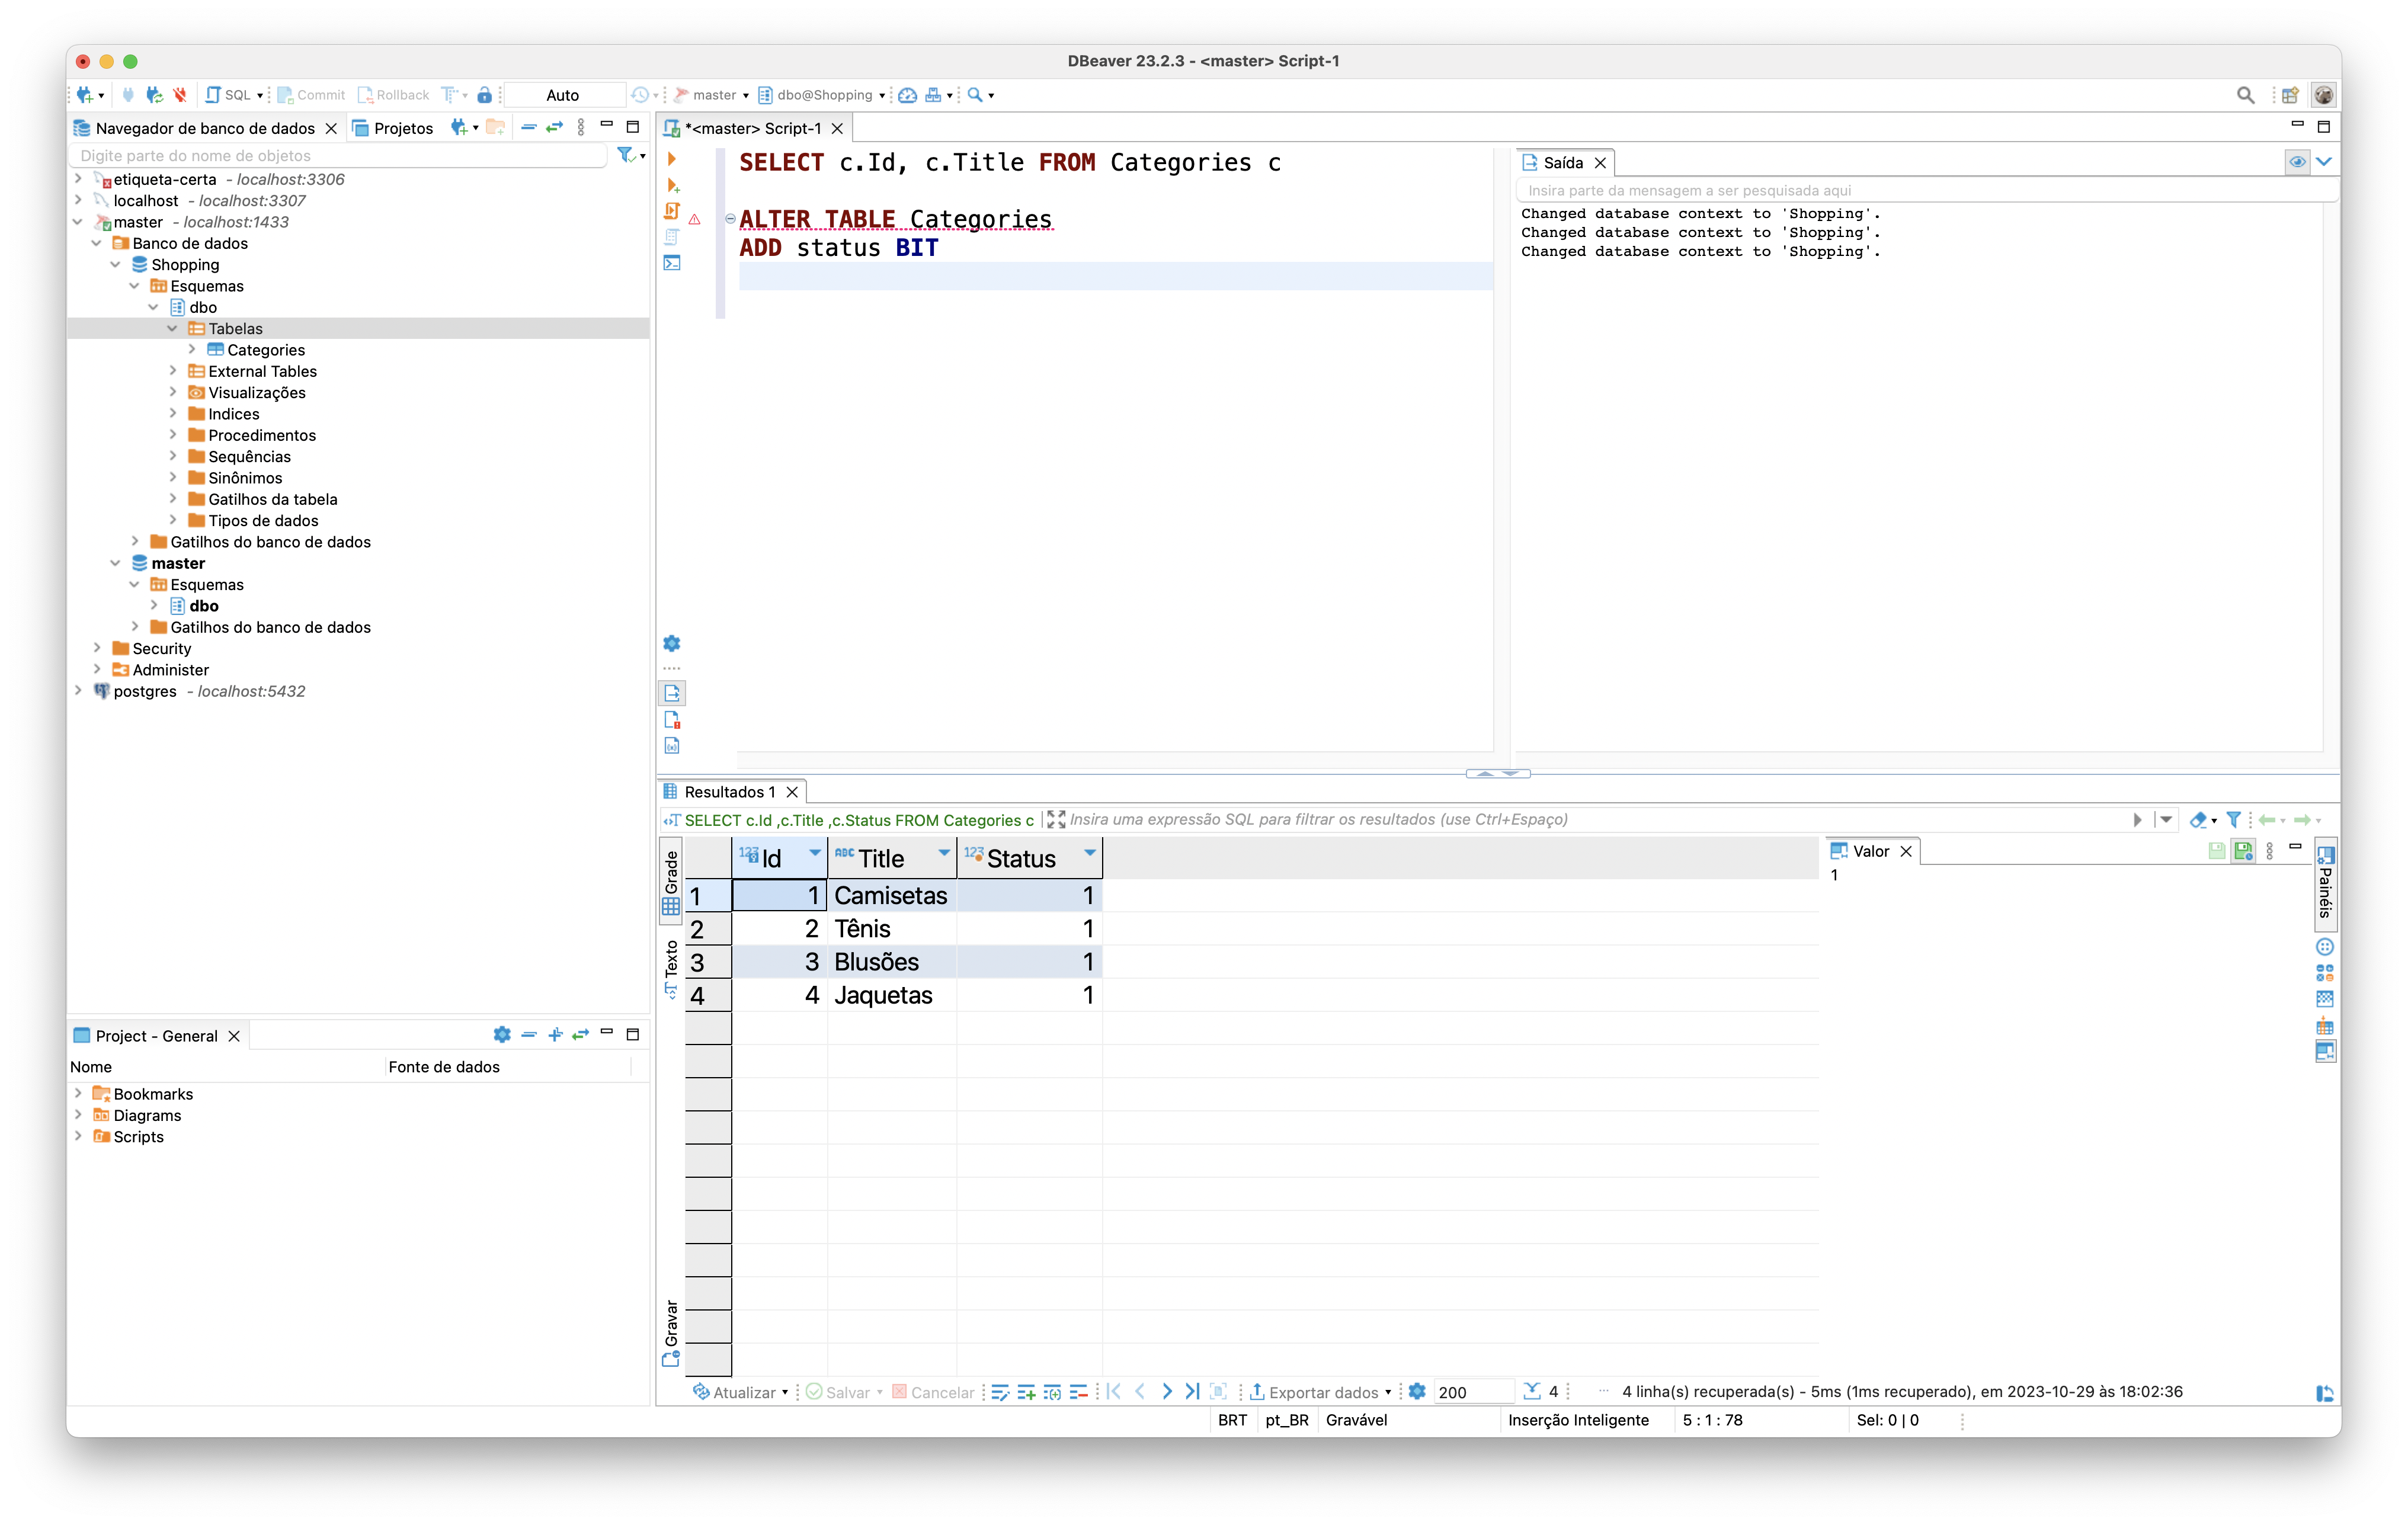 DBeaver 23.2.3 - <master> Script-1
SQL Commit Rollback Auto master dbo@Shopping
Navegador de banco de dados Projetos
Digite parte do nome de objetos
etiqueta-certa - localhost:3306
localhost - localhost:3307
master - localhost:1433
Banco de dados
Shopping
Esquemas
dbo
Tabelas
Categories
External Tables
Visualizações
Indices
Procedimentos
Sequências
Sinônimos
Gatilhos da tabela
Tipos de dados
Gatilhos do banco de dados
master
Esquemas
dbo
Gatilhos do banco de dados
Security
Administer
postgres - localhost:5432
Project - General
Nome Fonte de dados
Bookmarks
Diagrams
Scripts
*<master> Script-1
SELECT c.Id, c.Title FROM Categories c
ALTER TABLE Categories
ADD status BIT
Saída
Insira parte da mensagem a ser pesquisada aqui
Changed database context to 'Shopping'.
Changed database context to 'Shopping'.
Changed database context to 'Shopping'.
Resultados 1
SELECT c.Id ,c.Title ,c.Status FROM Categories c Insira uma expressão SQL para filtrar os resultados (use Ctrl+Espaço)
Grade
Texto
Gravar
123 Id ABC Title 123 Status
1 1 Camisetas 1
2 2 Tênis 1
3 3 Blusões 1
4 4 Jaquetas 1
Valor
1
Painéis
Atualizar Salvar Cancelar Exportar dados 200 4 ... 4 linha(s) recuperada(s) - 5ms (1ms recuperado), em 2023-10-29 às 18:02:36
BRT pt_BR Gravável Inserção Inteligente 5 : 1 : 78 Sel: 0 | 0